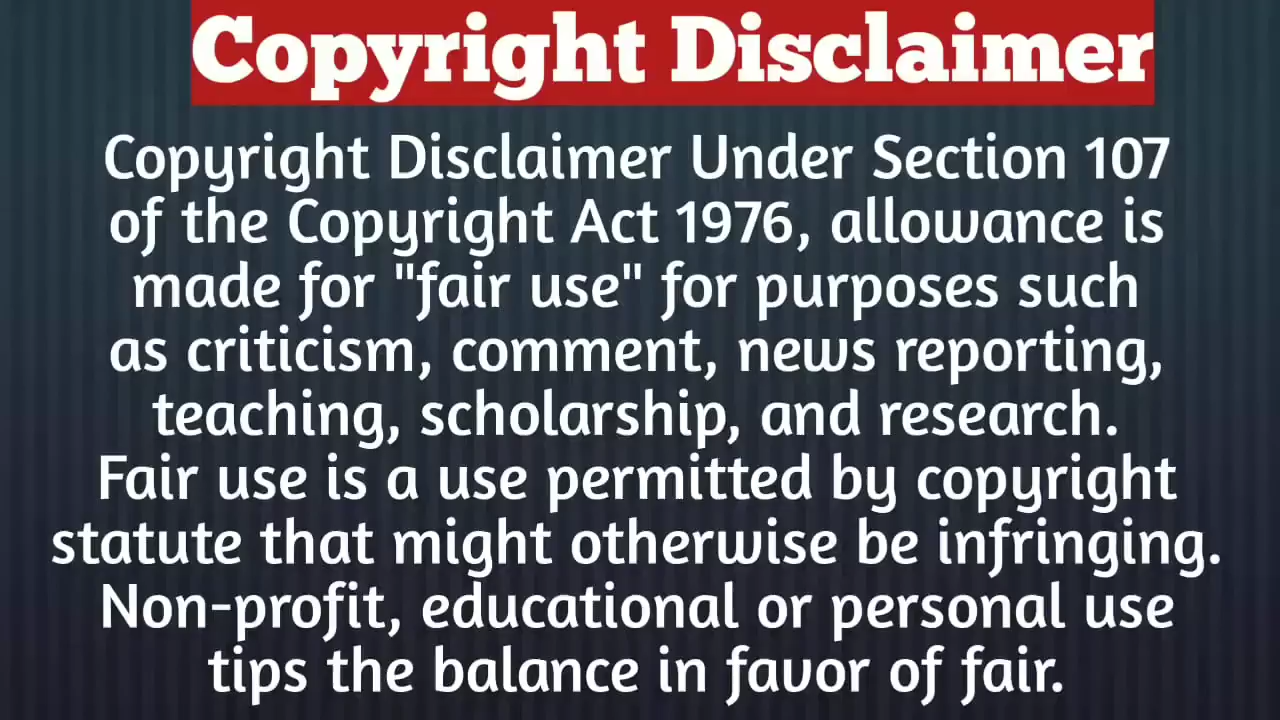 Copyright Disclaimer
Copyright Disclaimer Under Section 107
of the Copyright Act 1976, allowance is
made for "fair use" for purposes such
as criticism, comment, news reporting,
teaching, scholarship, and research.
Fair use is a use permitted by copyright
statute that might otherwise be infringing.
Non-profit, educational or personal use
tips the balance in favor of fair.